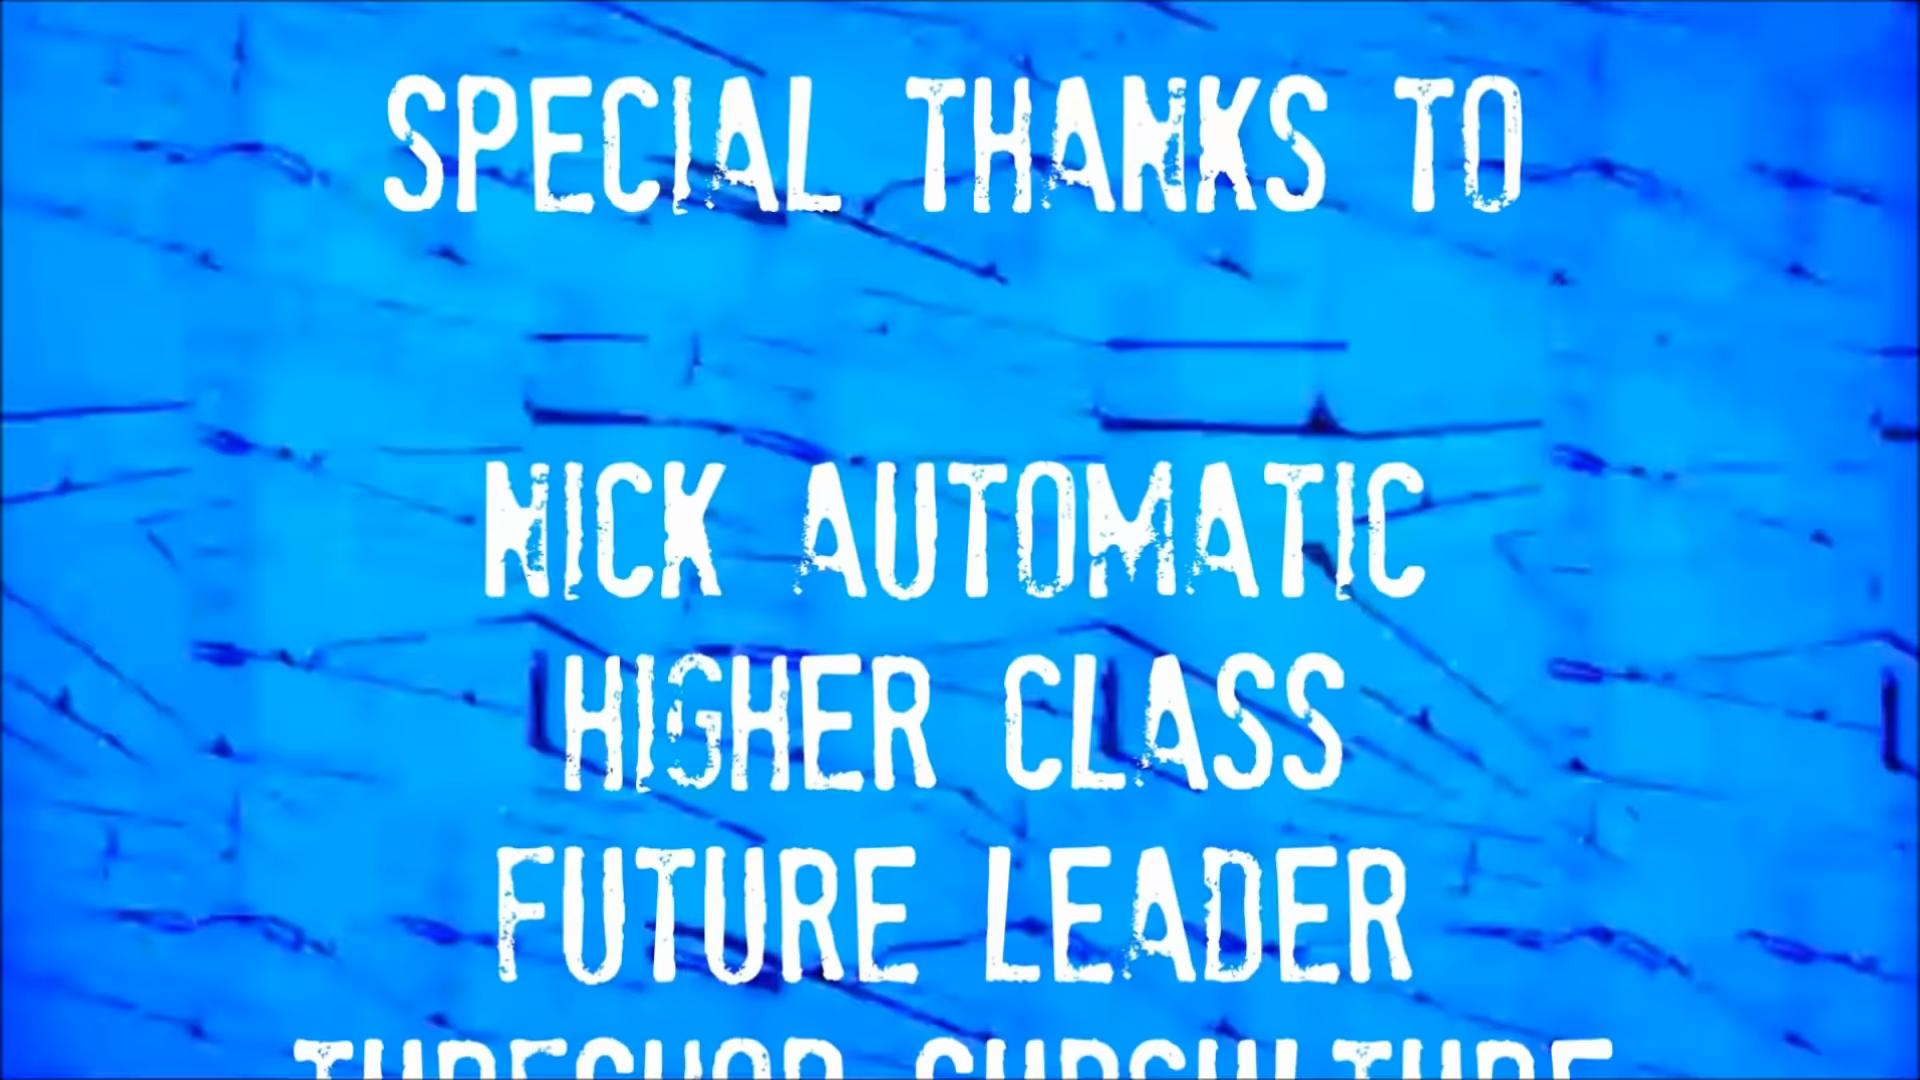 SPECIAL THANKS TO
NICK AUTOMATIC
HIGHER CLASS
FUTURE LEADER